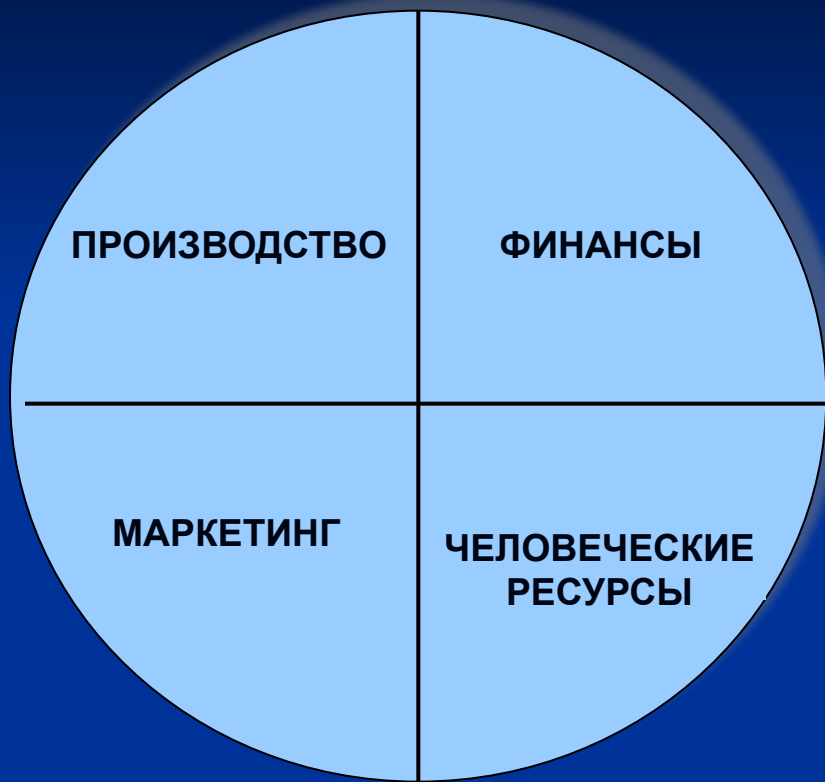 ПРОИЗВОДСТВО
ФИНАНСЫ
МАРКЕТИНГ
ЧЕЛОВЕЧЕСКИЕ
РЕСУРСЫ